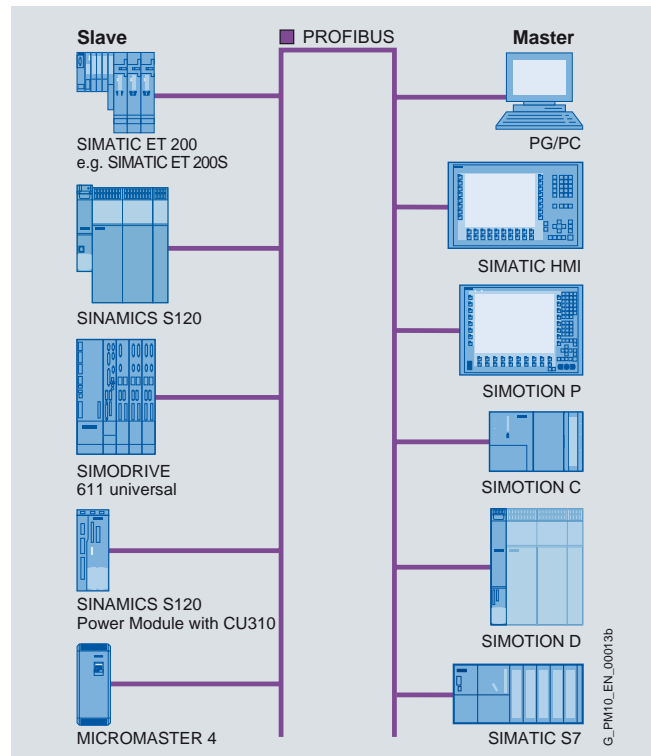 Slave
PROFIBUS
Master
SIMATIC ET 200
e.g. SIMATIC ET 200S
PG/PC
SINAMICS S120
SIMATIC HMI
SIMODRIVE
611 universal
SIMOTION P
SIMOTION C
SINAMICS S120
Power Module with CU310
SIMOTION D
MICROMASTER 4
SIMATIC S7
G_PM10_EN_00013b